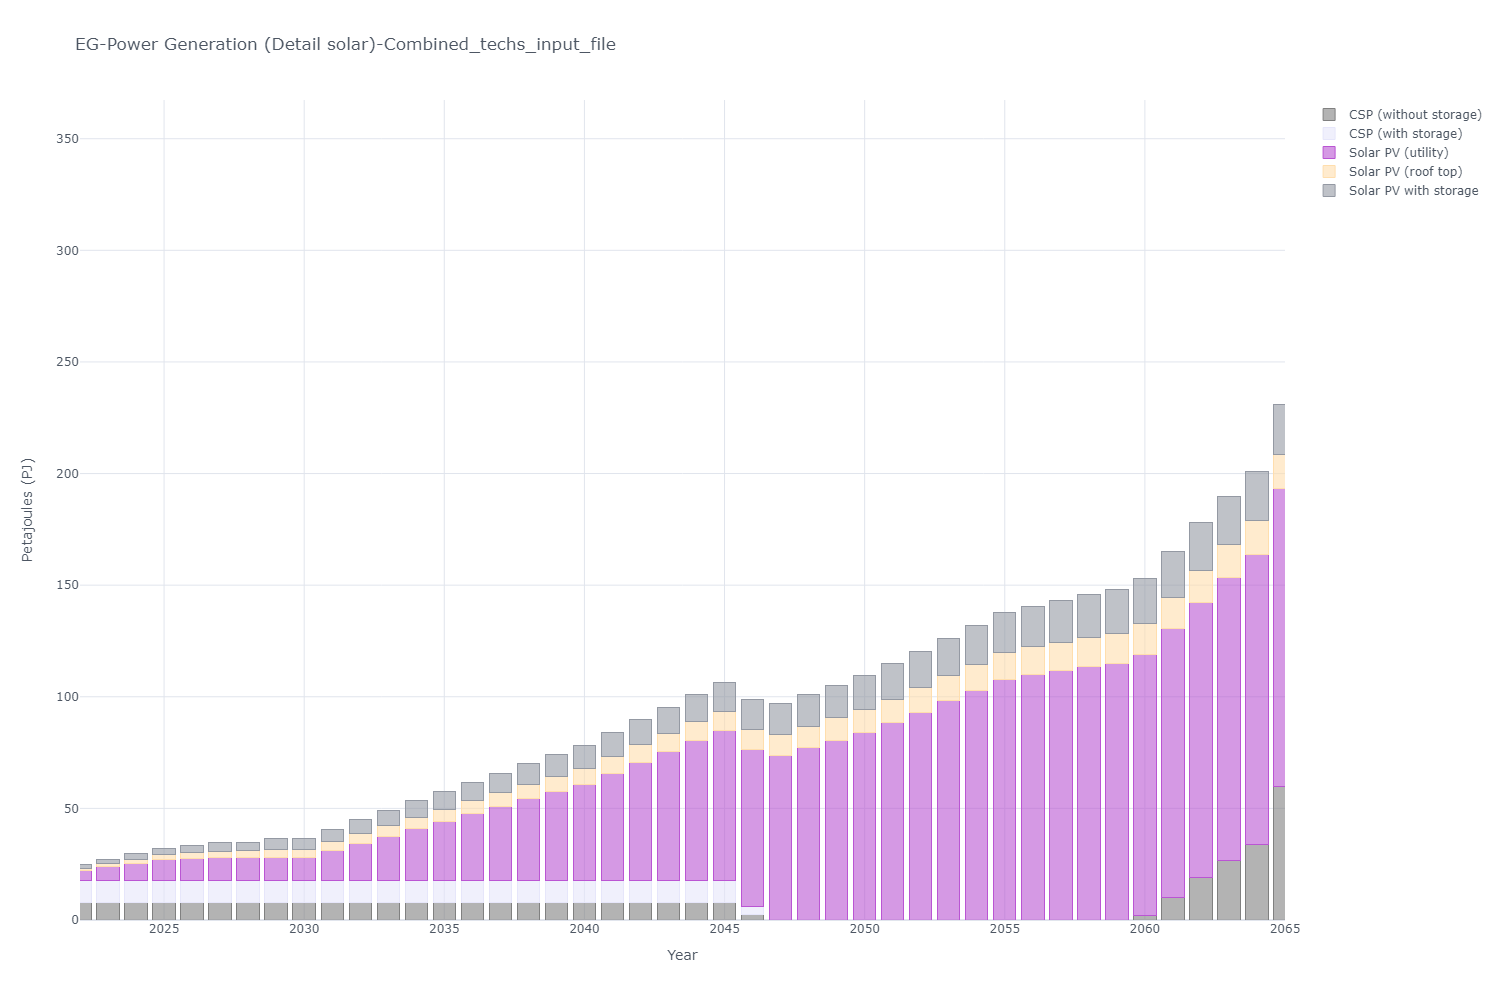 EG-Power Generation (Detail solar)-Combined_techs_input_file
CSP (without storage)
CSP (with storage)
Solar PV (utility)
Solar PV (roof top)
Solar PV with storage
Petajoules (PJ)
350
300
250
200
150
100
50
0
2025
2030
2035
2040
2045
2050
2055
2060
2065
Year